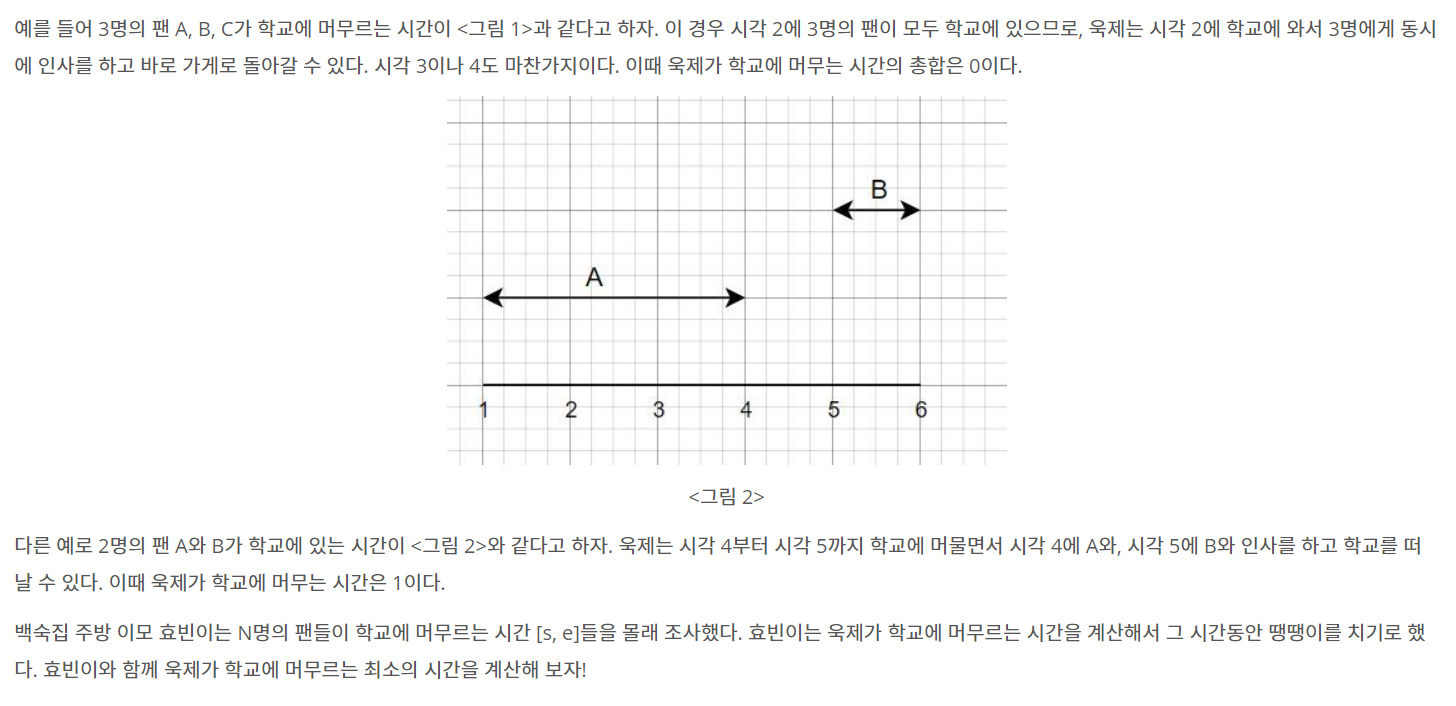 예를 들어 3명의 팬 A, B, C가 학교에 머무르는 시간이 <그림 1>과 같다고 하자. 이 경우 시각 2에 3명의 팬이 모두 학교에 있으므로, 욱제는 시각 2에 학교에 와서 3명에게 동시
에 인사를 하고 바로 가게로 돌아갈 수 있다. 시각 3이나 4도 마찬가지이다. 이때 욱제가 학교에 머무는 시간의 총합은 0이다.
B
A
1 2 3 4 5 6
<그림 2>
다른 예로 2명의 팬 A와 B가 학교에 있는 시간이 <그림 2>와 같다고 하자. 욱제는 시각 4부터 시각 5까지 학교에 머물면서 시각 4에 A와, 시각 5에 B와 인사를 하고 학교를 떠
날 수 있다. 이때 욱제가 학교에 머무는 시간은 1이다.
백숙집 주방 이모 효빈이는 N명의 팬들이 학교에 머무르는 시간 [s, e]들을 몰래 조사했다. 효빈이는 욱제가 학교에 머무르는 시간을 계산해서 그 시간동안 땡땡이를 치기로 했
다. 효빈이와 함께 욱제가 학교에 머무르는 최소의 시간을 계산해 보자!